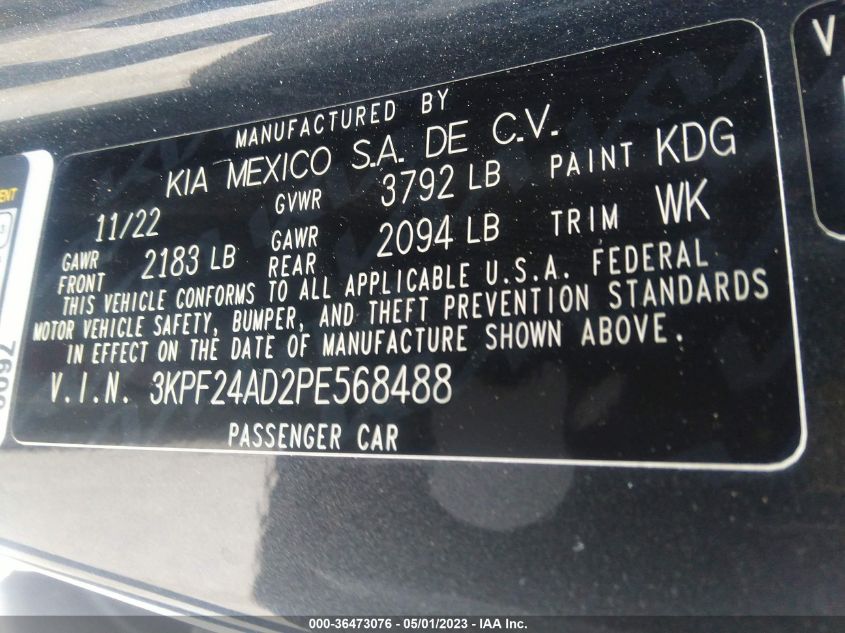 MANUFACTURED BY
KIA MEXICO S.A. DE C.V.
11/22 GVWR 3792 LB PAINT KDG
GAWR FRONT 2183 LB GAWR REAR 2094 LB TRIM WK
THIS VEHICLE CONFORMS TO ALL APPLICABLE U.S.A. FEDERAL
MOTOR VEHICLE SAFETY, BUMPER, AND THEFT PREVENTION STANDARDS
IN EFFECT ON THE DATE OF MANUFACTURE SHOWN ABOVE.
V.I.N. 3KPF24AD2PE568488
PASSENGER CAR
V
000-36473076 - 05/01/2023 - IAA Inc.